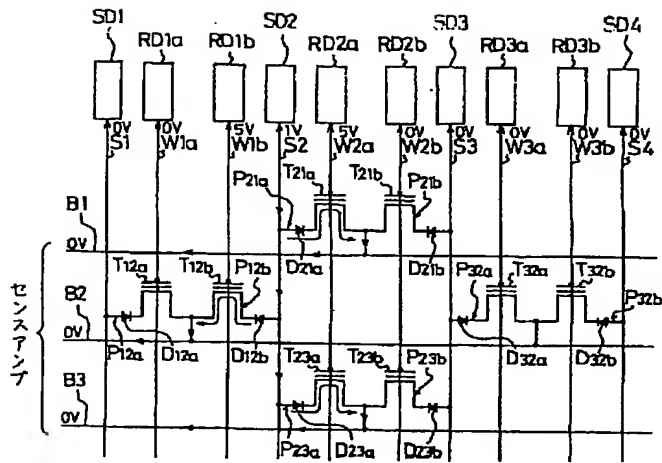 SD1 SD2 SD3 SD4
RD1a RD1b RD2a RD2b RD3a RD3b
0V 0V 5V 1V 5V 0V 0V 0V 0V 0V
S1 W1a W1b S2 W2a W2b S3 W3a W3b S4
P21a T21a T21b P21b
B1
0V
D21a D21b
T12a T12b P12b P32a T32a T32b P32b
B2
0V
P12a D12a D12b D32a D32b
T23a T23b P23b
B3
0V
P23a D23a D23b
センスアンプ